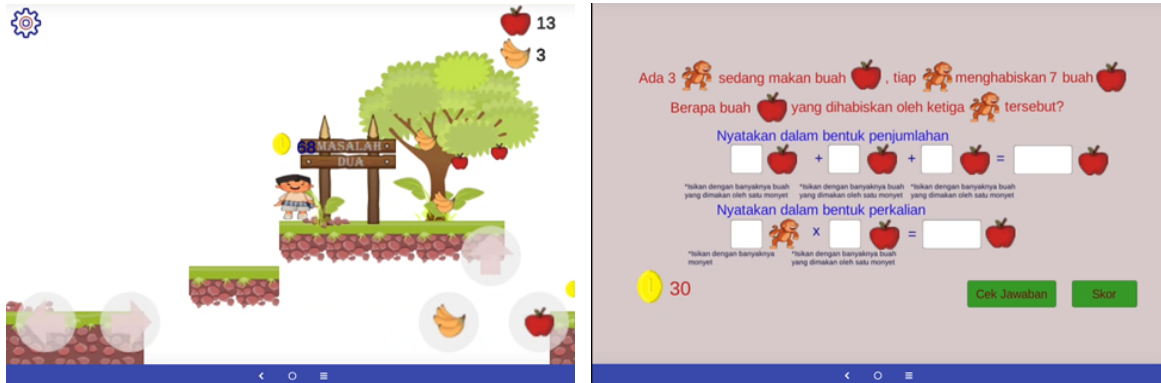 13
3
68
MASALAH
DUA
Ada 3 sedang makan buah , tiap menghabiskan 7 buah
Berapa buah yang dihabiskan oleh ketiga tersebut?
Nyatakan dalam bentuk penjumlahan
+ + =
*Isikan dengan banyaknya buah *Isikan dengan banyaknya buah *Isikan dengan banyaknya buah
yang dimakan oleh satu monyet yang dimakan oleh satu monyet yang dimakan oleh satu monyet
Nyatakan dalam bentuk perkalian
x =
*Isikan dengan banyaknya *Isikan dengan banyaknya buah
monyet yang dimakan oleh satu monyet
30
Cek Jawaban Skor